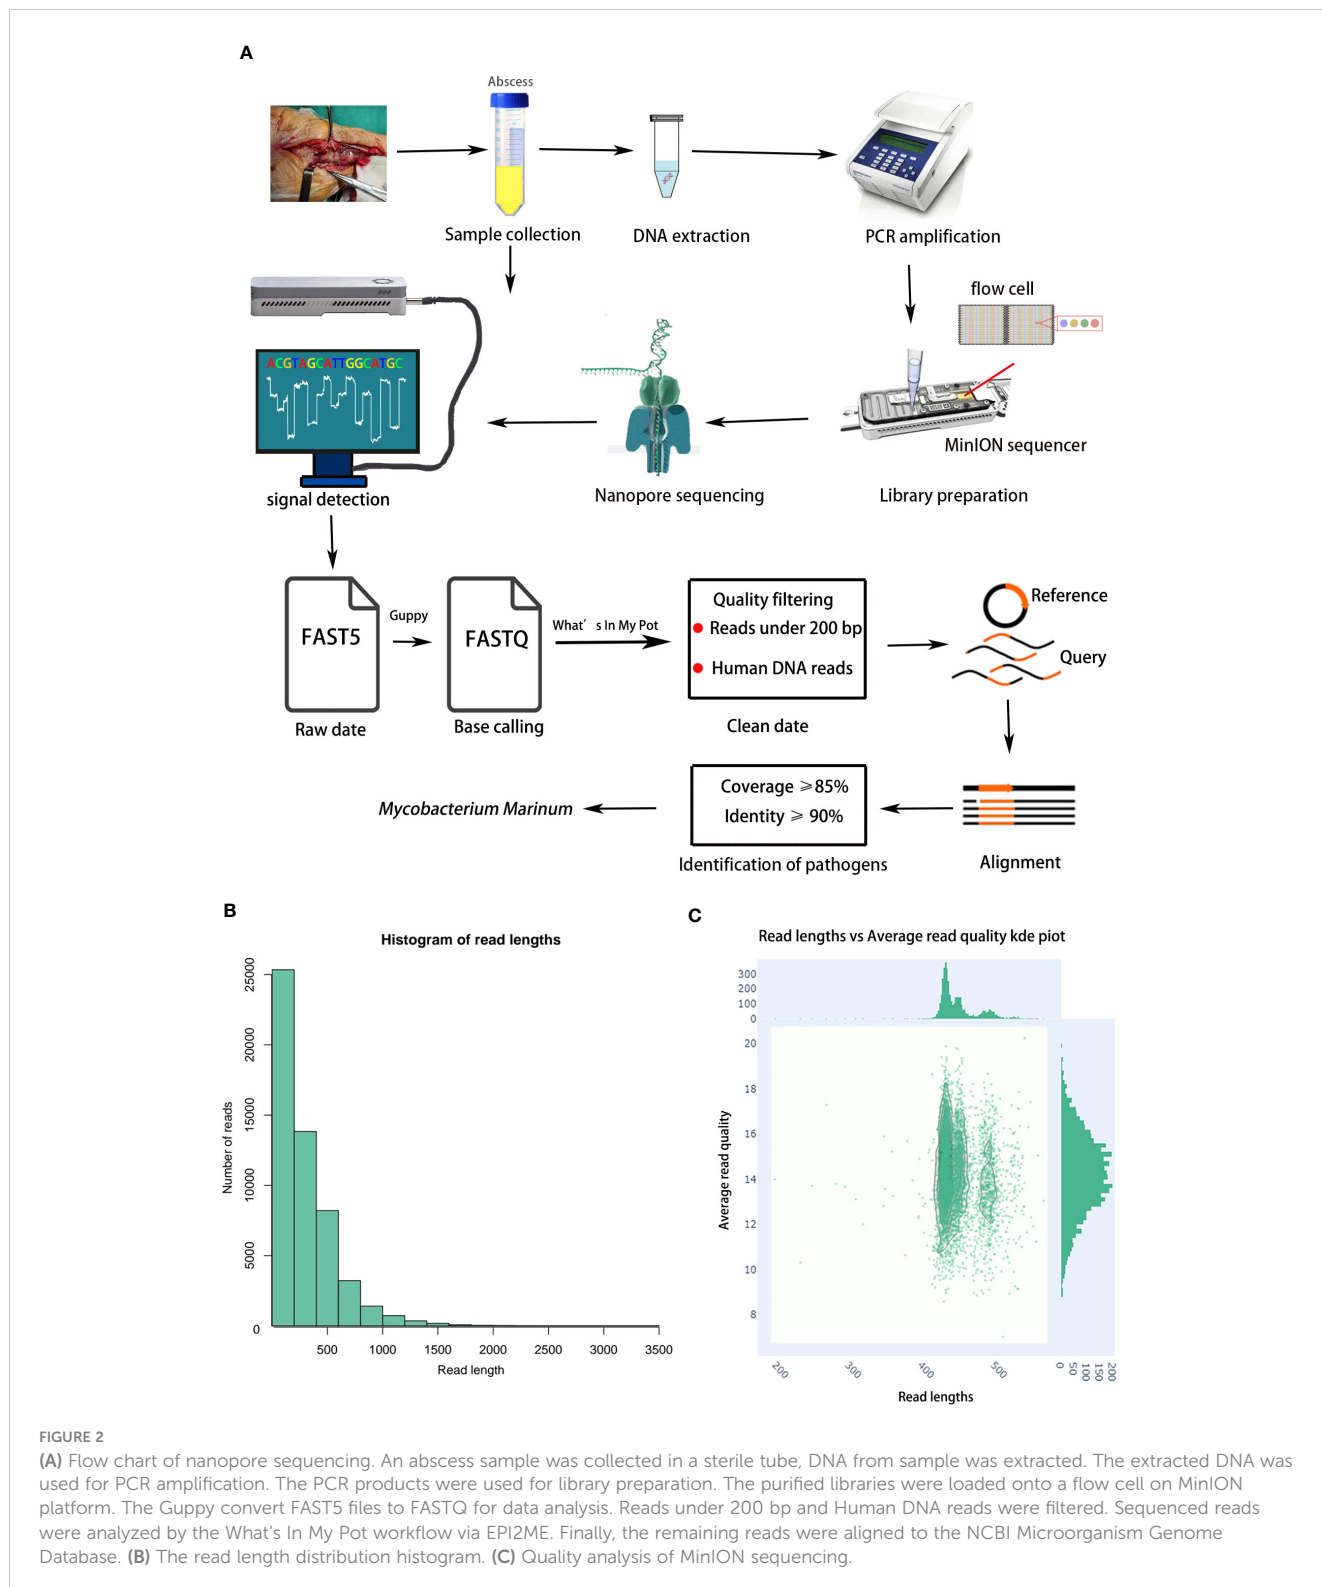 A
Abscess
Sample collection
DNA extraction
PCR amplification
flow cell
ACGTAGCATTGGCATGC
MinION sequencer
signal detection
Nanopore sequencing
Library preparation
FAST5
Guppy
FASTQ
What's In My Pot
Quality filtering
Reads under 200 bp
Human DNA reads
Reference
Query
Raw date
Base calling
Clean date
Mycobacterium Marinum
Coverage ⩾85%
Identity ⩾ 90%
Identification of pathogens
Alignment
B
Histogram of read lengths
Number of reads
25000
20000
15000
10000
5000
0
500 1000 1500 2000 2500 3000 3500
Read length
C
Read lengths vs Average read quality kde piot
300
200
100
0
Average read quality
20
18
16
14
12
10
8
200 300 400 500
0 50 100 150 200
Read lengths
FIGURE 2
(A) Flow chart of nanopore sequencing. An abscess sample was collected in a sterile tube, DNA from sample was extracted. The extracted DNA was
used for PCR amplification. The PCR products were used for library preparation. The purified libraries were loaded onto a flow cell on MinION
platform. The Guppy convert FAST5 files to FASTQ for data analysis. Reads under 200 bp and Human DNA reads were filtered. Sequenced reads
were analyzed by the What's In My Pot workflow via EPI2ME. Finally, the remaining reads were aligned to the NCBI Microorganism Genome
Database. (B) The read length distribution histogram. (C) Quality analysis of MinION sequencing.